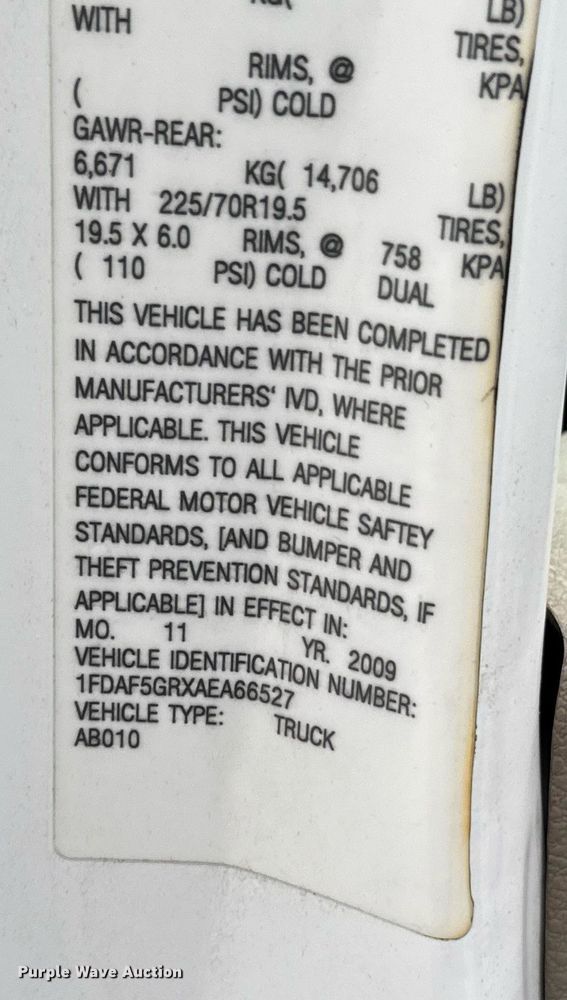 KG( LB)
WITH TIRES,
RIMS, @ KPA
( PSI) COLD
GAWR-REAR:
6,671 KG( 14,706 LB)
WITH 225/70R19.5 TIRES,
19.5 X 6.0 RIMS, @ 758 KPA
( 110 PSI) COLD DUAL
THIS VEHICLE HAS BEEN COMPLETED
IN ACCORDANCE WITH THE PRIOR
MANUFACTURERS' IVD, WHERE
APPLICABLE. THIS VEHICLE
CONFORMS TO ALL APPLICABLE
FEDERAL MOTOR VEHICLE SAFTEY
STANDARDS, [AND BUMPER AND
THEFT PREVENTION STANDARDS, IF
APPLICABLE] IN EFFECT IN:
MO. 11 YR. 2009
VEHICLE IDENTIFICATION NUMBER:
1FDAF5GRXAEA66527
VEHICLE TYPE: TRUCK
AB010
Purple Wave Auction